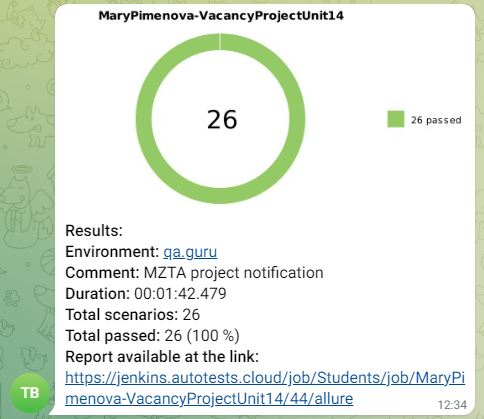 MaryPimenova-VacancyProjectUnit14
26
26 passed
Results:
Environment: qa.guru
Comment: MZTA project notification
Duration: 00:01:42.479
Total scenarios: 26
Total passed: 26 (100 %)
Report available at the link:
https://jenkins.autotests.cloud/job/Students/job/MaryPi
menova-VacancyProjectUnit14/44/allure
12:34
TB